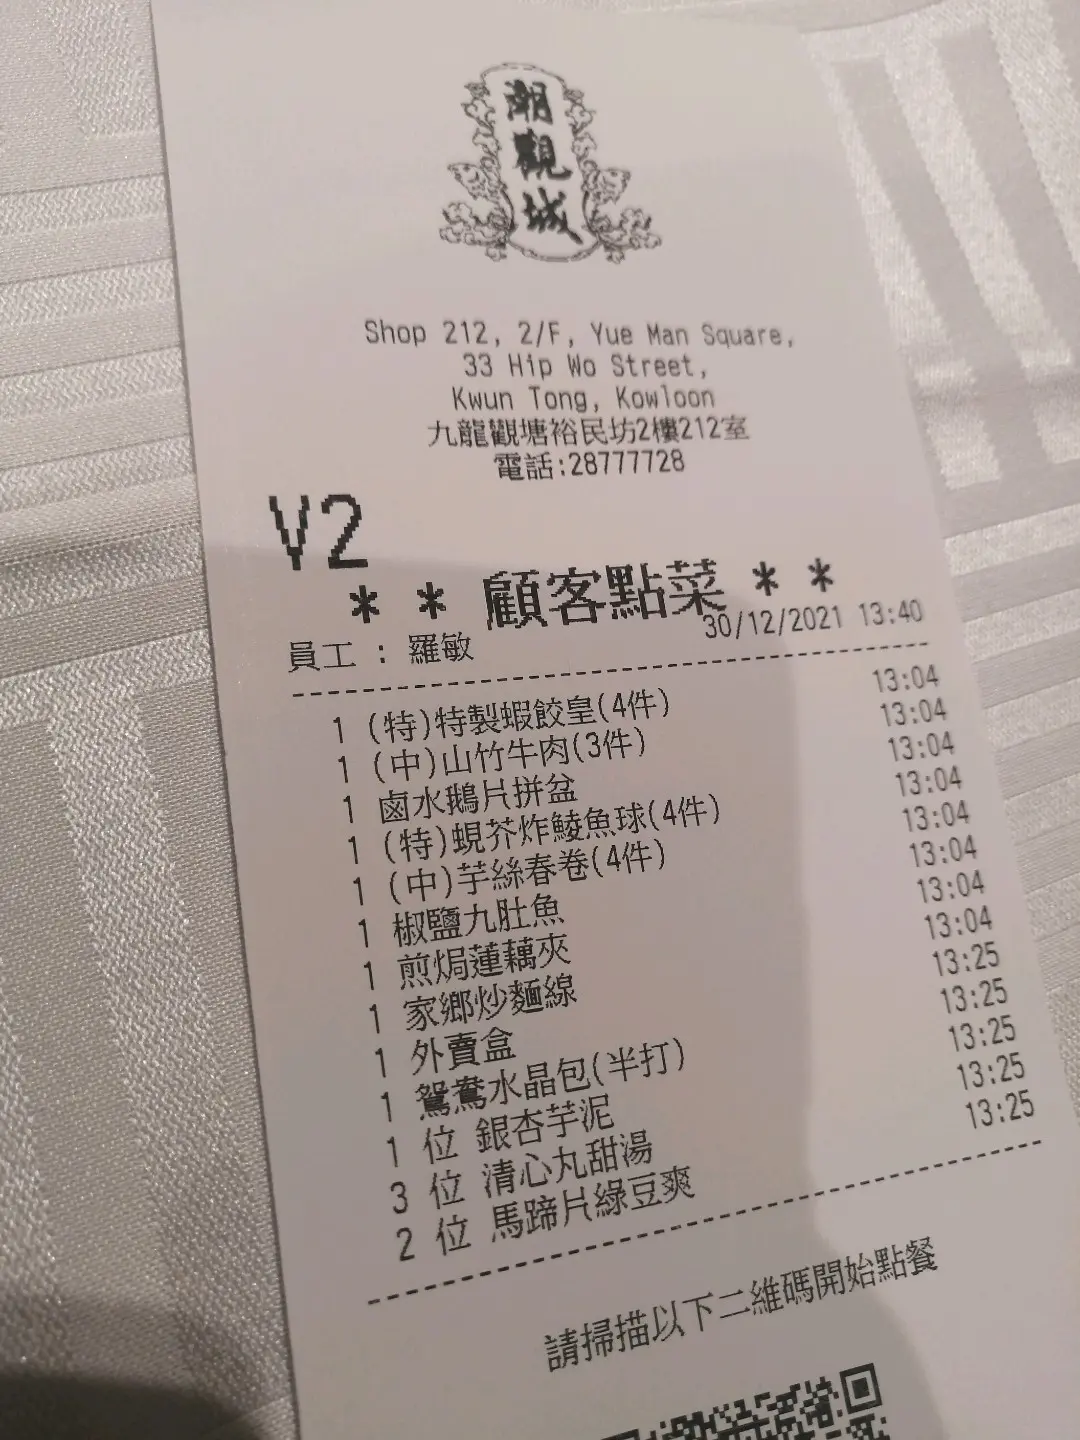 潮觀城
Shop 212, 2/F, Yue Man Square,
33 Hip Wo Street,
Kwun Tong, Kowloon
九龍觀塘裕民坊2樓212室
電話:28777728
V2
* * 顧客點菜 * *
員工 : 羅敏 30/12/2021 13:40
1 (特)特製蝦餃皇(4件) 13:04
1 (中)山竹牛肉(3件) 13:04
1 鹵水鵝片拼盆 13:04
1 (特)蜆芥炸鯪魚球(4件) 13:04
1 (中)芋絲春卷(4件) 13:04
1 椒鹽九肚魚 13:04
1 煎焗蓮藕夾 13:04
1 家鄉炒麵線 13:04
1 外賣盒 13:25
1 鴛鴦水晶包(半打) 13:25
1 位 銀杏芋泥 13:25
3 位 清心丸甜湯 13:25
2 位 馬蹄片綠豆爽 13:25
請掃描以下二維碼開始點餐